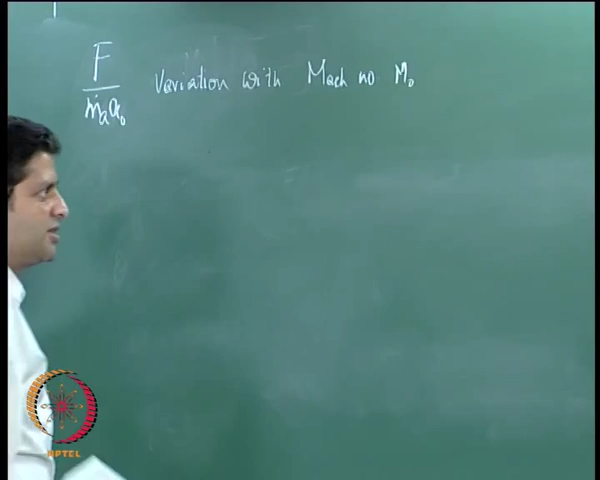 F
ṁₐa₀ Variation with Mach no M₀
NPTEL